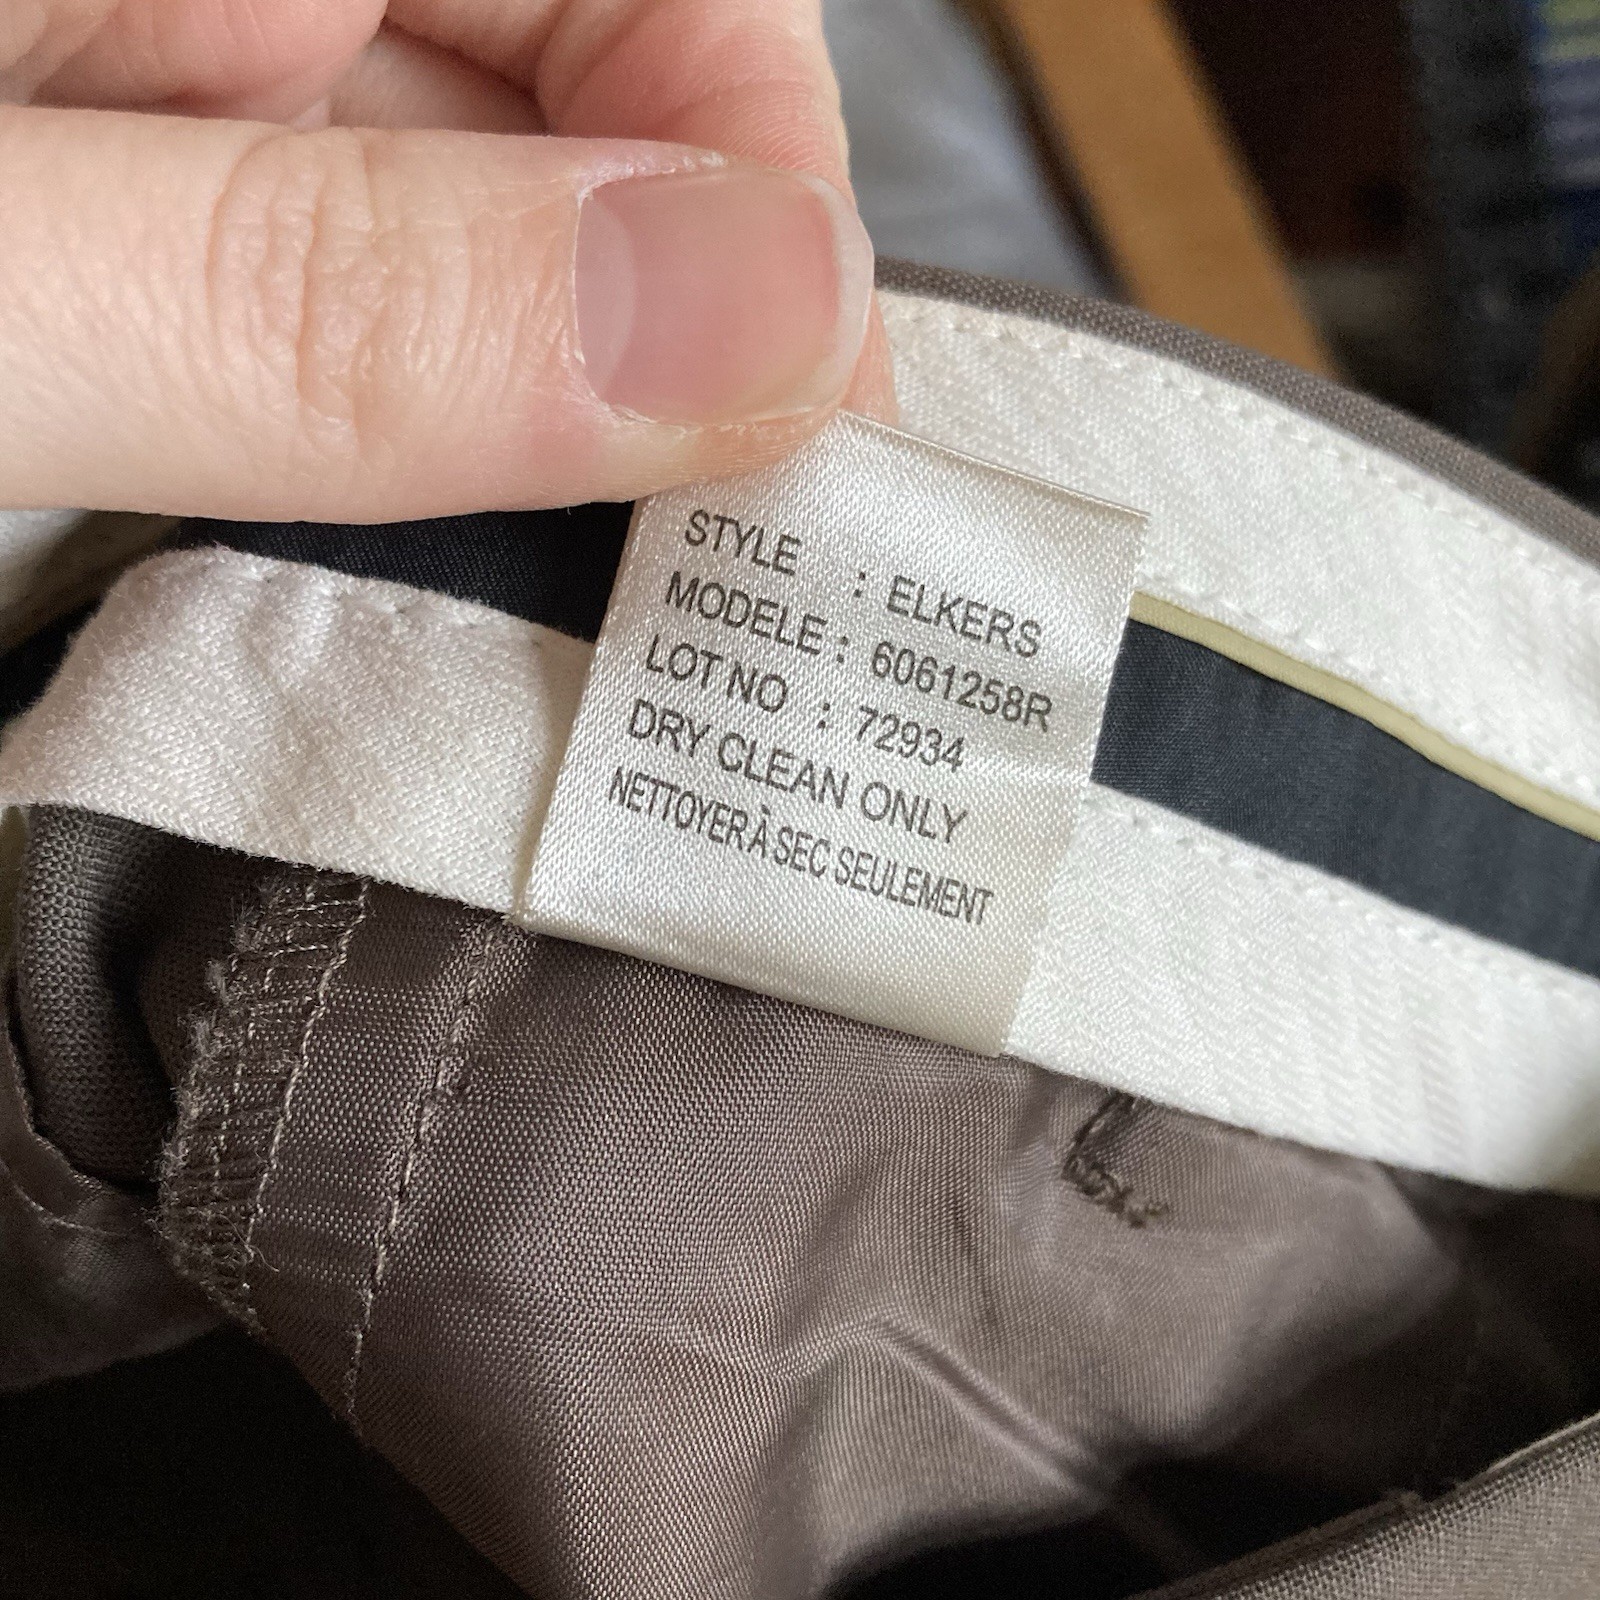 STYLE : ELKERS
MODELE : 6061258R
LOT NO : 72934
DRY CLEAN ONLY
NETTOYER À SEC SEULEMENT